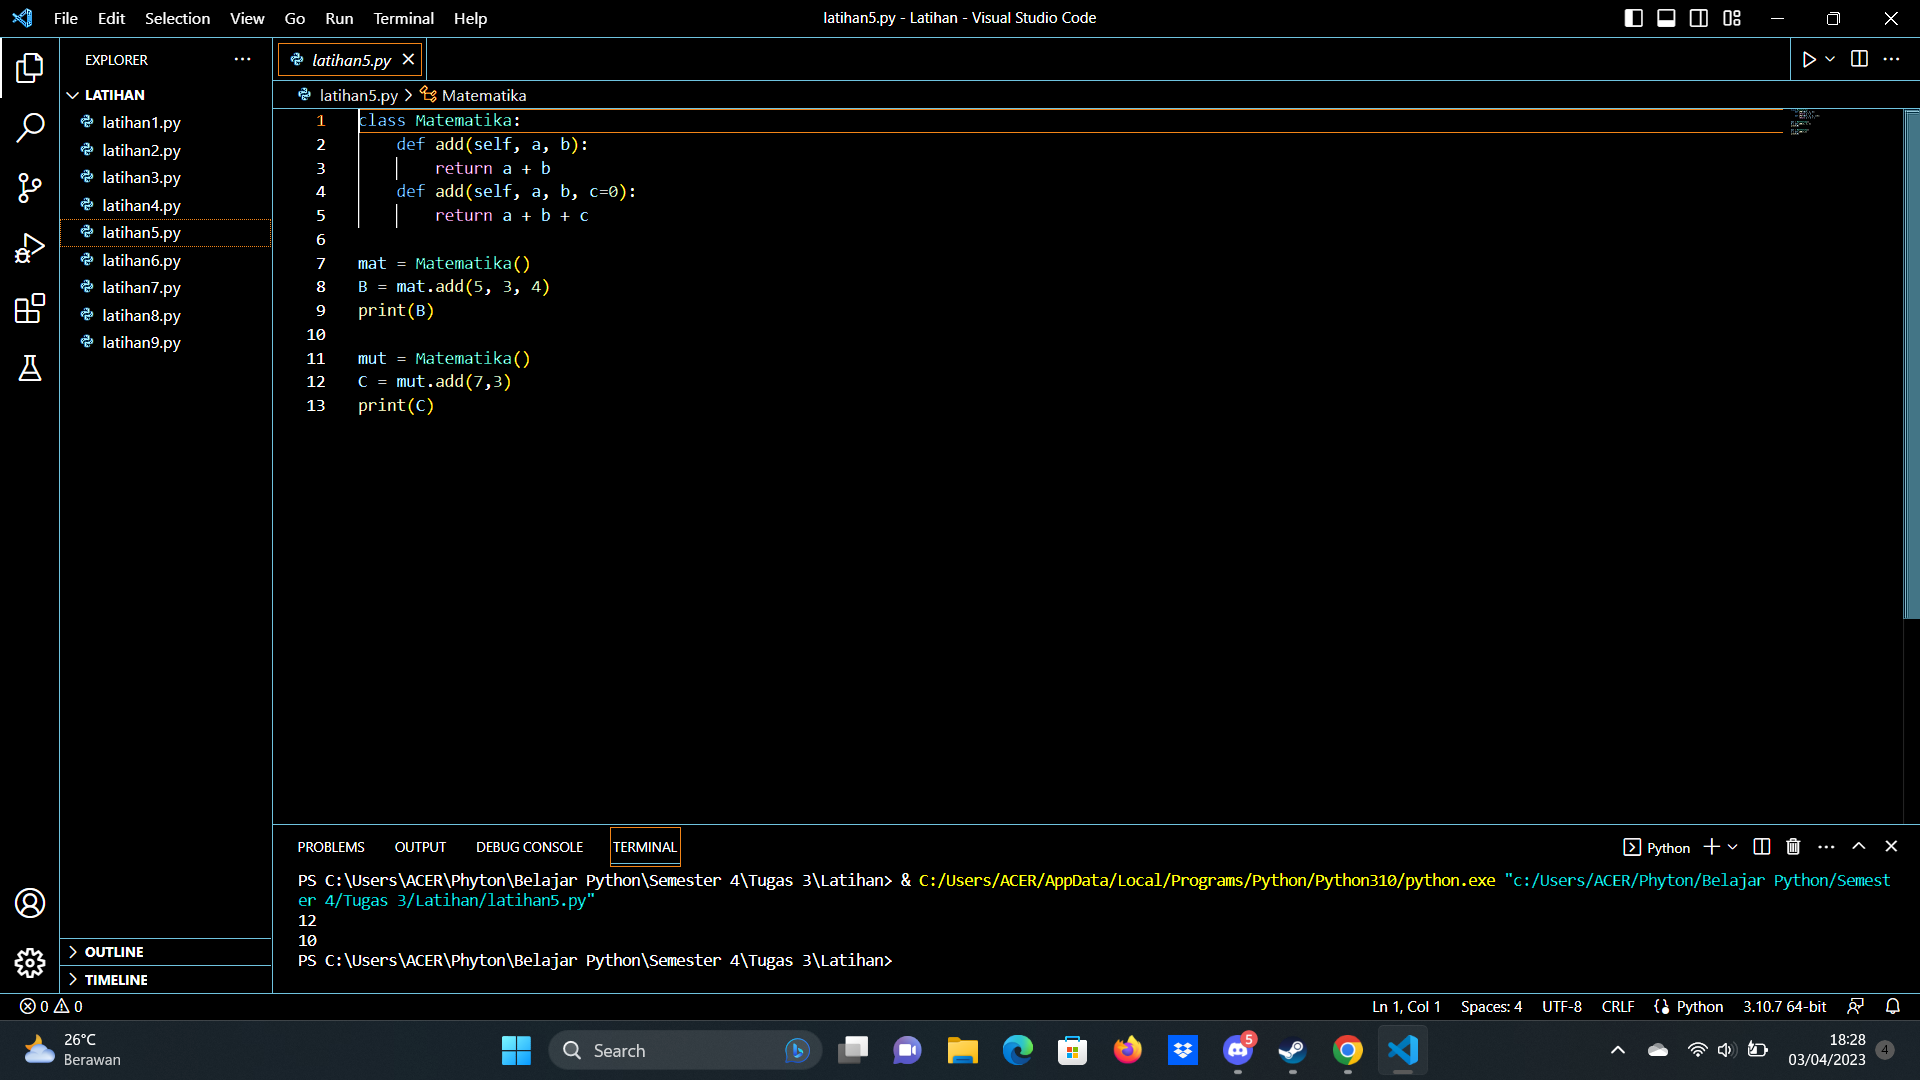 File Edit Selection View Go Run Terminal Help
latihan5.py - Latihan - Visual Studio Code
EXPLORER
LATIHAN
latihan1.py
latihan2.py
latihan3.py
latihan4.py
latihan5.py
latihan6.py
latihan7.py
latihan8.py
latihan9.py
OUTLINE
TIMELINE
latihan5.py
latihan5.py > Matematika
1 class Matematika:
2     def add(self, a, b):
3         return a + b
4     def add(self, a, b, c=0):
5         return a + b + c
6
7 mat = Matematika()
8 B = mat.add(5, 3, 4)
9 print(B)
10
11 mut = Matematika()
12 C = mut.add(7,3)
13 print(C)
PROBLEMS OUTPUT DEBUG CONSOLE TERMINAL
Python
PS C:\Users\ACER\Phyton\Belajar Python\Semester 4\Tugas 3\Latihan> & C:/Users/ACER/AppData/Local/Programs/Python/Python310/python.exe "c:/Users/ACER/Phyton/Belajar Python/Semest
er 4/Tugas 3/Latihan/latihan5.py"
12
10
PS C:\Users\ACER\Phyton\Belajar Python\Semester 4\Tugas 3\Latihan>
0 0
Ln 1, Col 1 Spaces: 4 UTF-8 CRLF Python 3.10.7 64-bit
26°C
Berawan
Search
5
18:28
03/04/2023
4